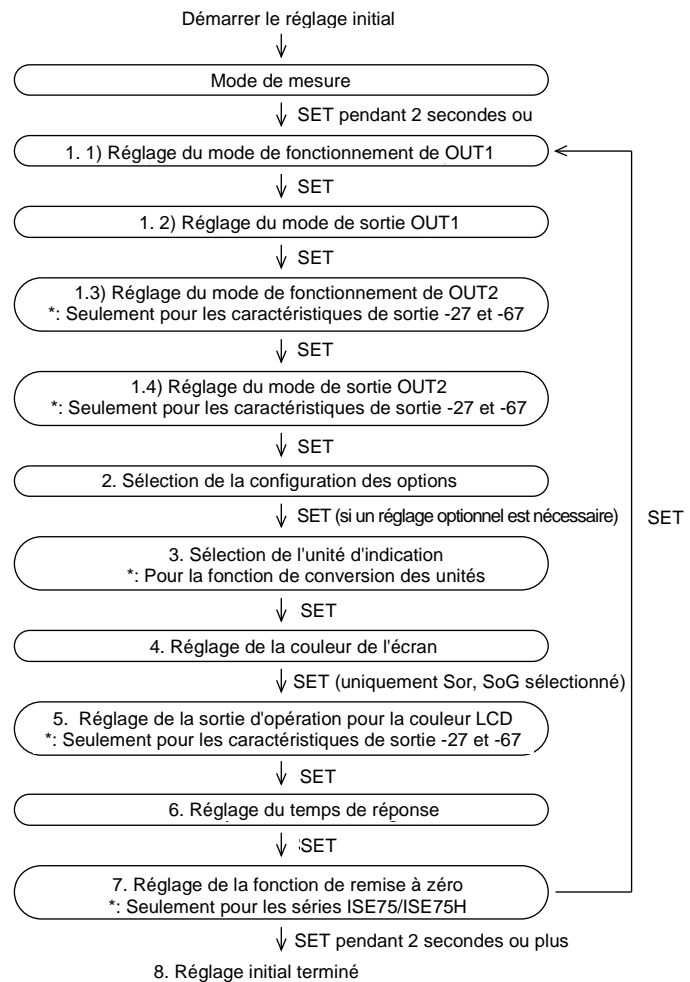 Démarrer le réglage initial
Mode de mesure
SET pendant 2 secondes ou
1. 1) Réglage du mode de fonctionnement de OUT1
SET
1. 2) Réglage du mode de sortie OUT1
SET
1.3) Réglage du mode de fonctionnement de OUT2
*: Seulement pour les caractéristiques de sortie -27 et -67
SET
1.4) Réglage du mode de sortie OUT2
*: Seulement pour les caractéristiques de sortie -27 et -67
SET
2. Sélection de la configuration des options
SET (si un réglage optionnel est nécessaire)
SET
3. Sélection de l'unité d'indication
*: Pour la fonction de conversion des unités
SET
4. Réglage de la couleur de l'écran
SET (uniquement Sor, SoG sélectionné)
5. Réglage de la sortie d'opération pour la couleur LCD
*: Seulement pour les caractéristiques de sortie -27 et -67
SET
6. Réglage du temps de réponse
SET
7. Réglage de la fonction de remise à zéro
*: Seulement pour les séries ISE75/ISE75H
SET pendant 2 secondes ou plus
8. Réglage initial terminé